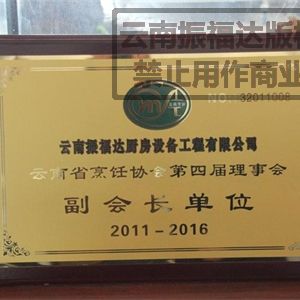 云南振福达版
禁止用作商业
NO:32011008
云南振福达厨房设备工程有限公司
云南省烹饪协会第四届理事会
副会长单位
2011-2016